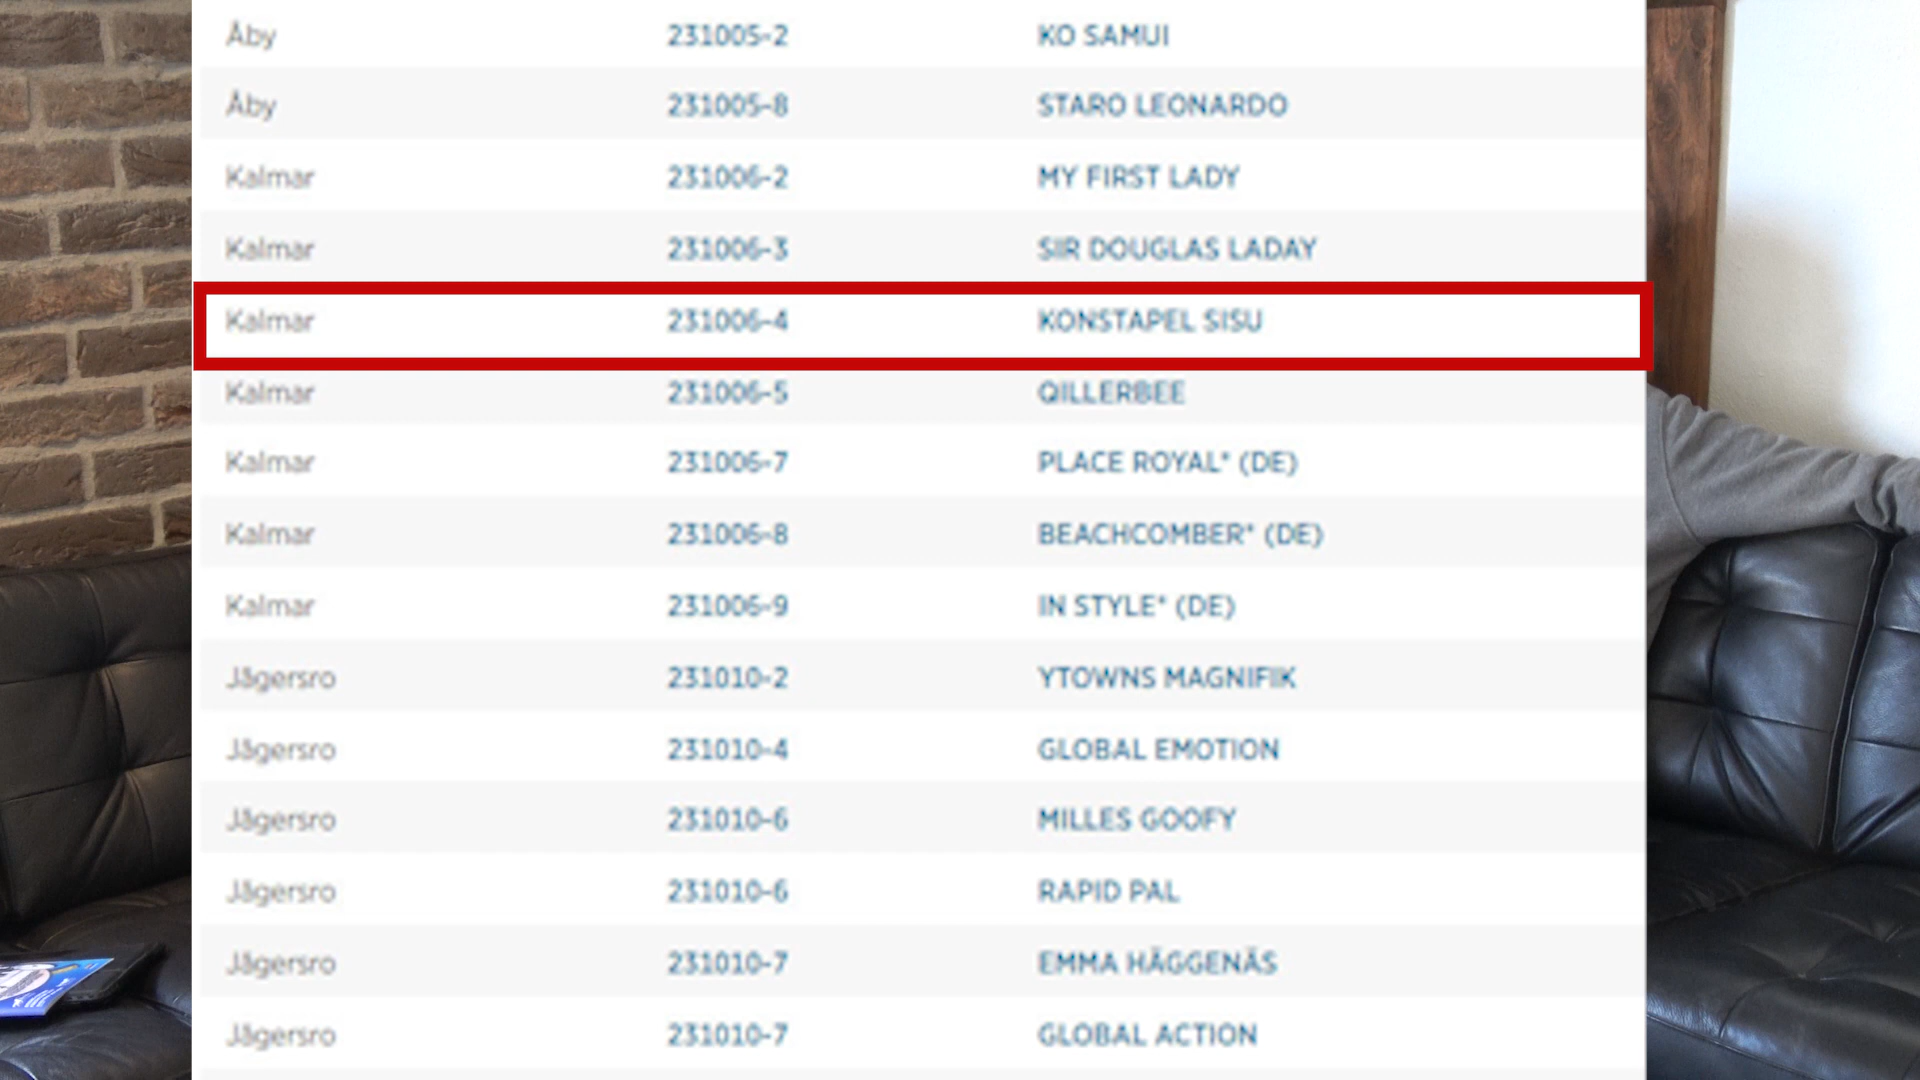 Åby 231005-2 KO SAMUI
Åby 231005-8 STARO LEONARDO
Kalmar 231006-2 MY FIRST LADY
Kalmar 231006-3 SIR DOUGLAS LADAY
Kalmar 231006-4 KONSTAPEL SISU
Kalmar 231006-5 QILLERBEE
Kalmar 231006-7 PLACE ROYAL* (DE)
Kalmar 231006-8 BEACHCOMBER* (DE)
Kalmar 231006-9 IN STYLE* (DE)
Jägersro 231010-2 YTOWNS MAGNIFIK
Jägersro 231010-4 GLOBAL EMOTION
Jägersro 231010-6 MILLES GOOFY
Jägersro 231010-6 RAPID PAL
Jägersro 231010-7 EMMA HÄGGENÄS
Jägersro 231010-7 GLOBAL ACTION